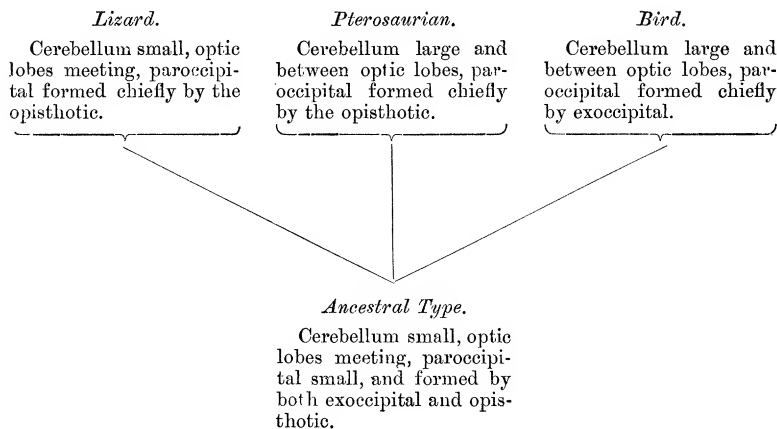 Lizard.
Cerebellum small, optic
lobes meeting, paroccipi-
tal formed chiefly by the
opisthotic.
Pterosaurian.
Cerebellum large and
between optic lobes, par-
occipital formed chiefly
by the opisthotic.
Bird.
Cerebellum large and
between optic lobes, par-
occipital formed chiefly
by exoccipital.
Ancestral Type.
Cerebellum small, optic
lobes meeting, paroccipi-
tal small, and formed by
both exoccipital and opis-
thotic.